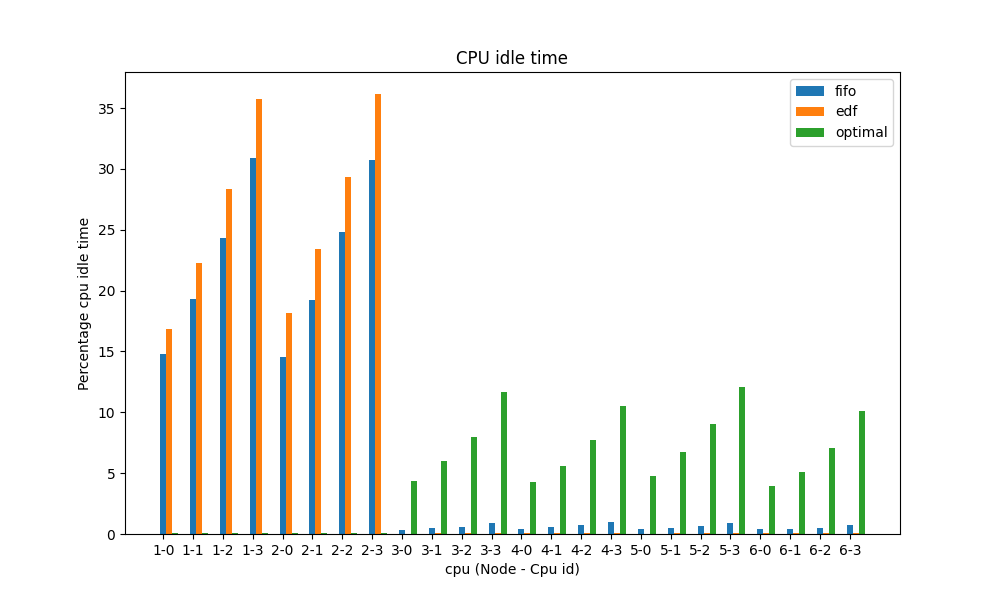 CPU idle time
fifo
edf
optimal
Percentage cpu idle time
35
30
25
20
15
10
5
0
1-0 1-1 1-2 1-3 2-0 2-1 2-2 2-3 3-0 3-1 3-2 3-3 4-0 4-1 4-2 4-3 5-0 5-1 5-2 5-3 6-0 6-1 6-2 6-3
cpu (Node - Cpu id)